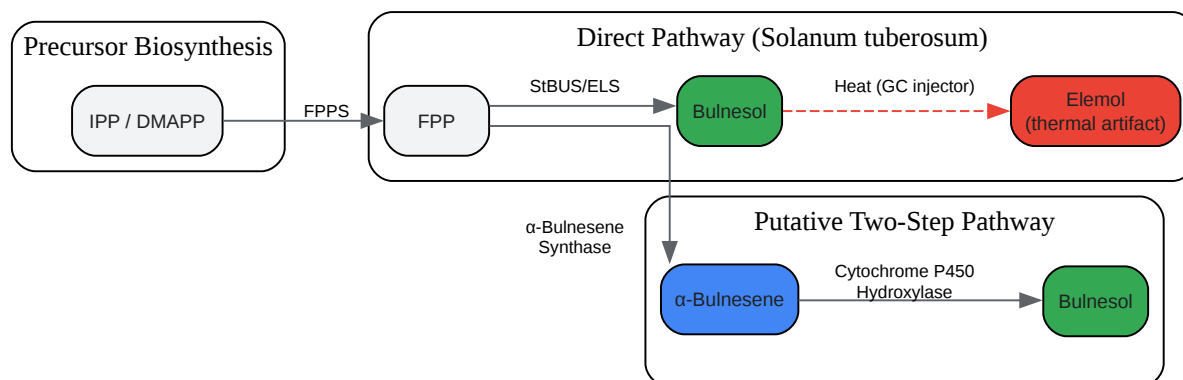 Precursor Biosynthesis
IPP / DMAPP
FPPS
Direct Pathway (Solanum tuberosum)
FPP
StBUS/ELS
Bulnesol
Heat (GC injector)
Elemol
(thermal artifact)
α-Bulnesene
Synthase
Putative Two-Step Pathway
α-Bulnesene
Cytochrome P450
Hydroxylase
Bulnesol